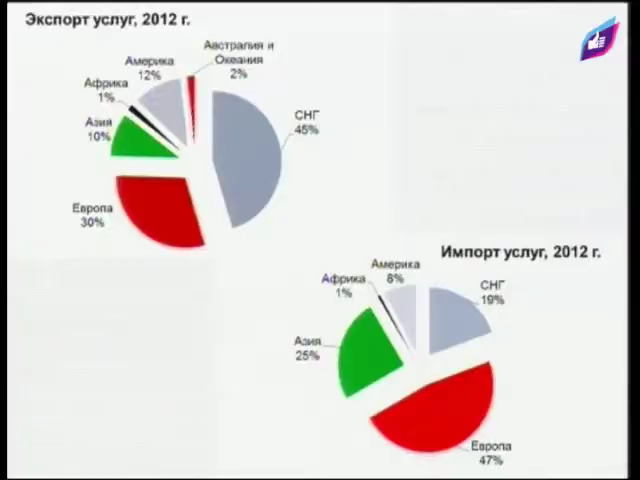 Экспорт услуг, 2012 г.
Австралия и
Океания
2%
Америка
12%
Африка
1%
Азия
10%
СНГ
45%
Европа
30%
Импорт услуг, 2012 г.
Америка
8%
Африка
1%
СНГ
19%
Азия
25%
Европа
47%